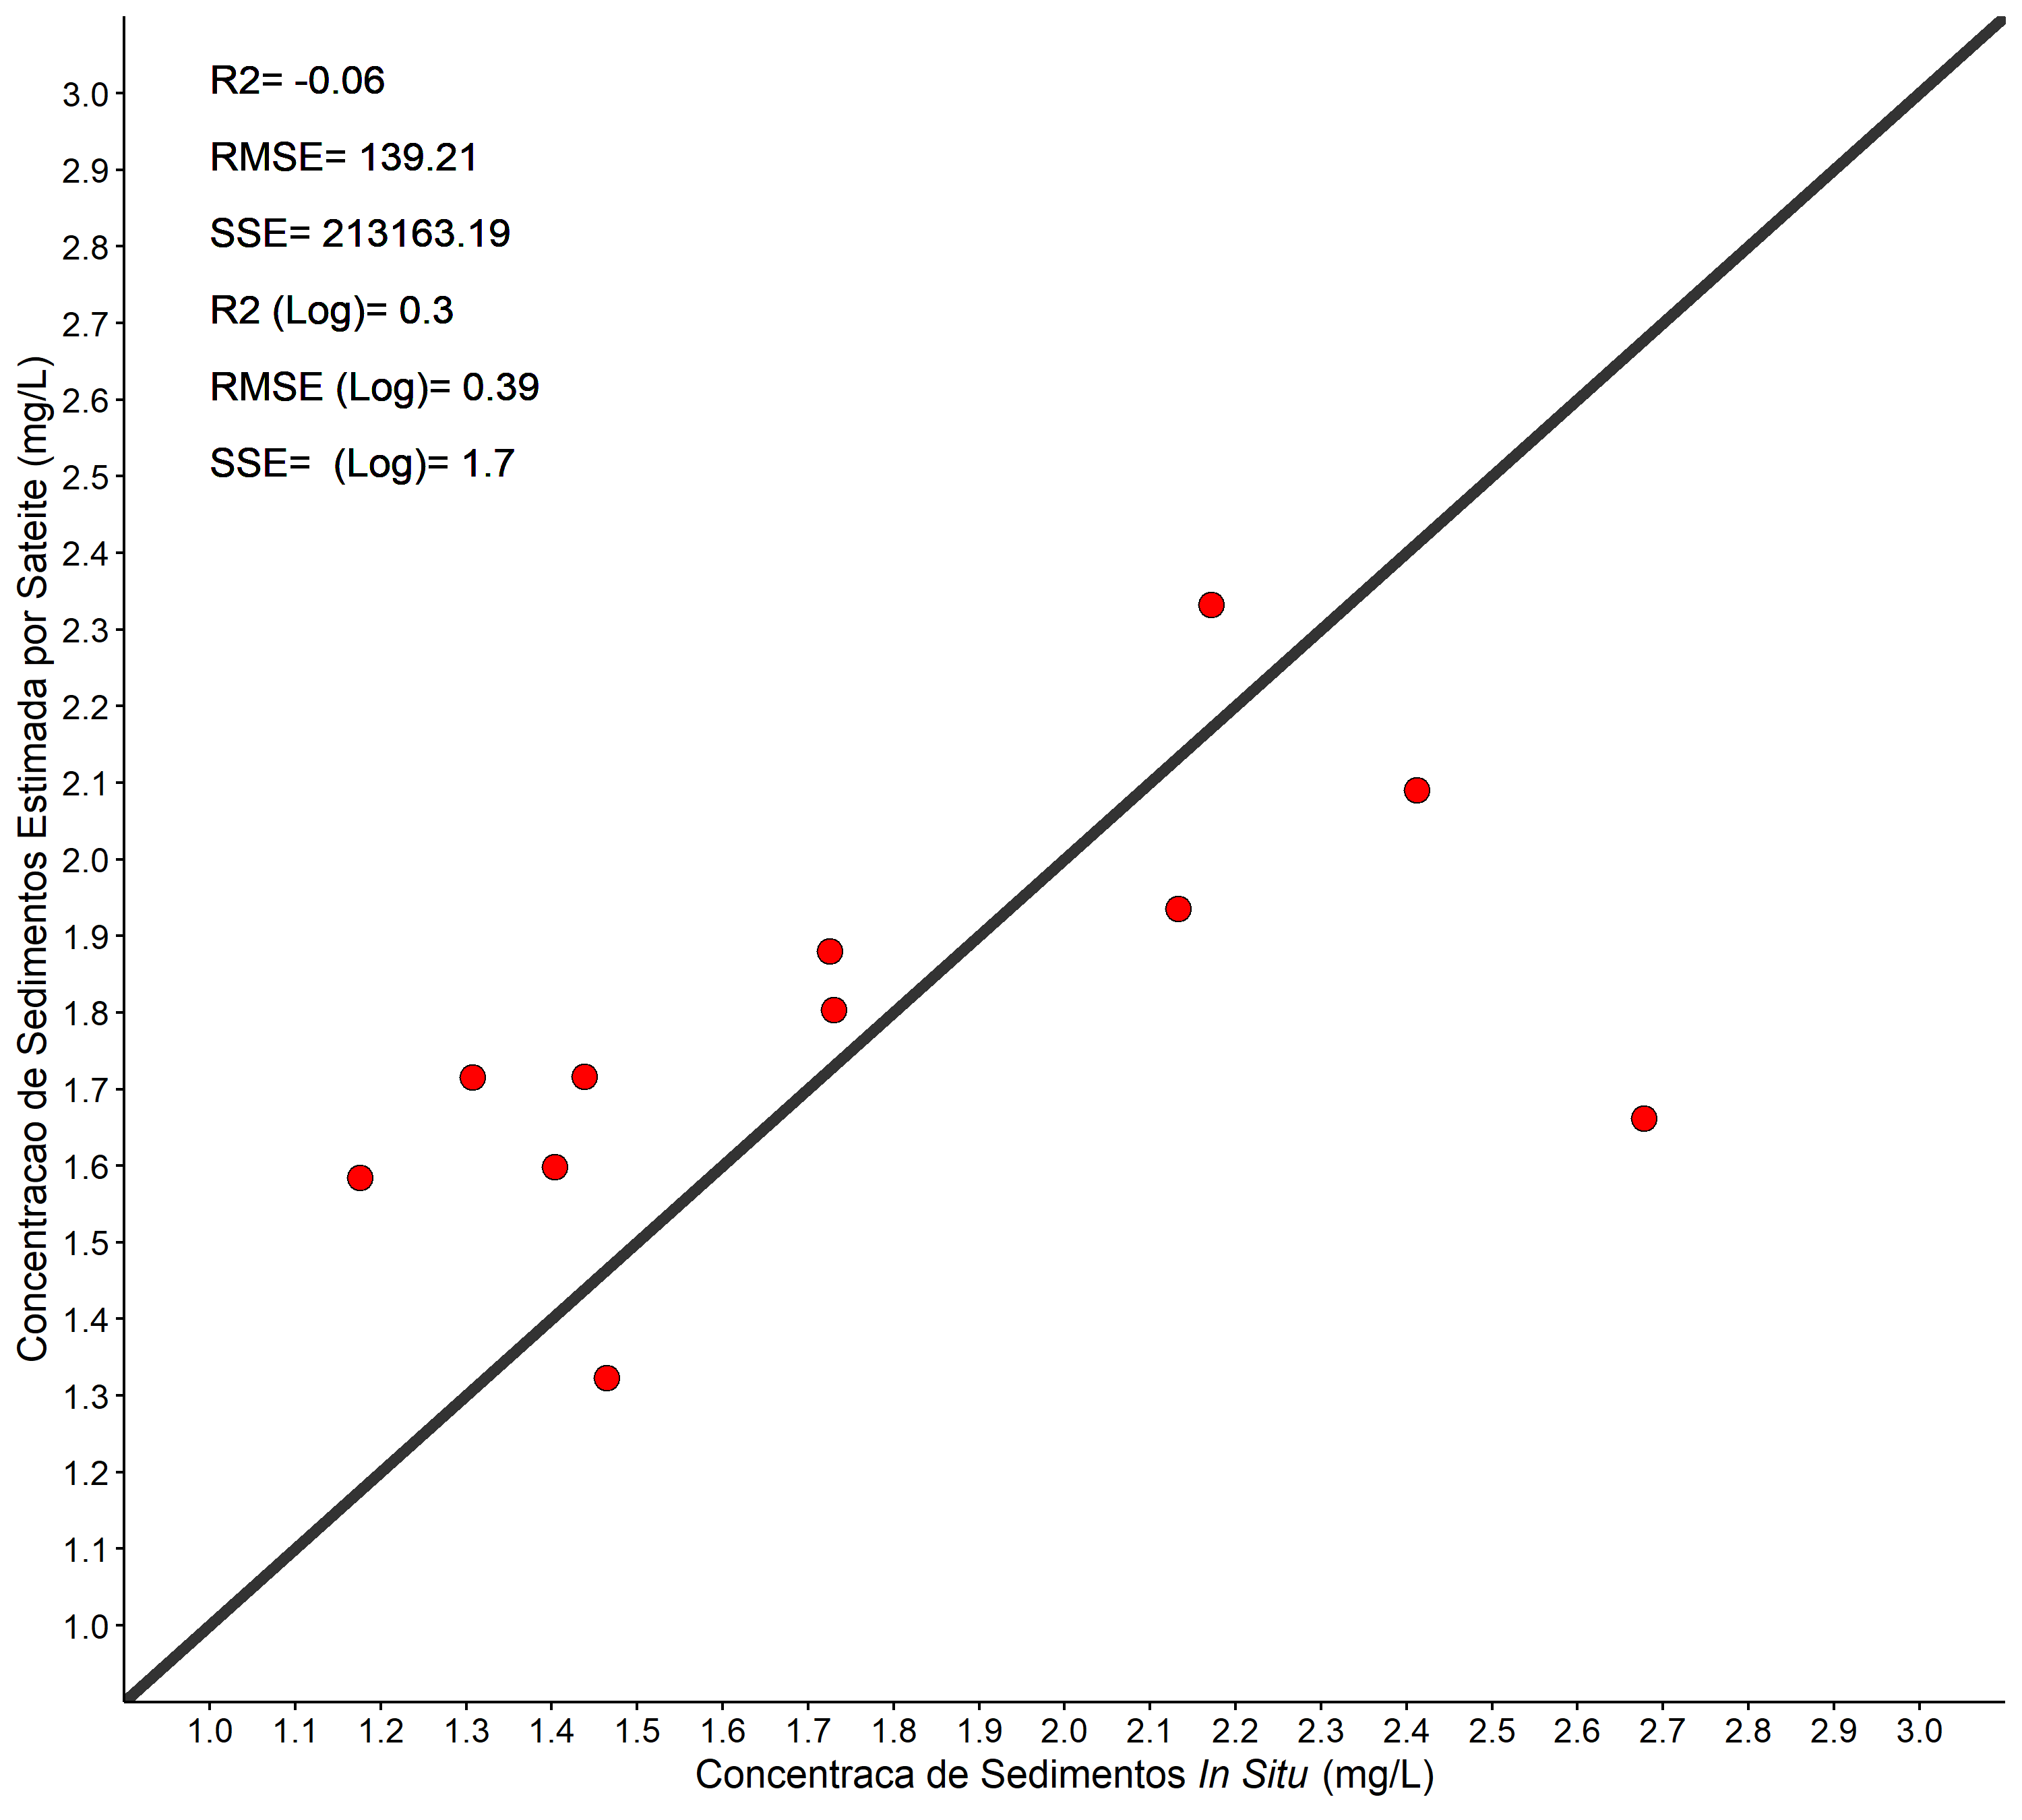 R2= -0.06
RMSE= 139.21
SSE= 213163.19
R2 (Log)= 0.3
RMSE (Log)= 0.39
SSE=  (Log)= 1.7
Concentracao de Sedimentos Estimada por Sateite (mg/L)
3.0
2.9
2.8
2.7
2.6
2.5
2.4
2.3
2.2
2.1
2.0
1.9
1.8
1.7
1.6
1.5
1.4
1.3
1.2
1.1
1.0
1.0 1.1 1.2 1.3 1.4 1.5 1.6 1.7 1.8 1.9 2.0 2.1 2.2 2.3 2.4 2.5 2.6 2.7 2.8 2.9 3.0
Concentraca de Sedimentos In Situ (mg/L)